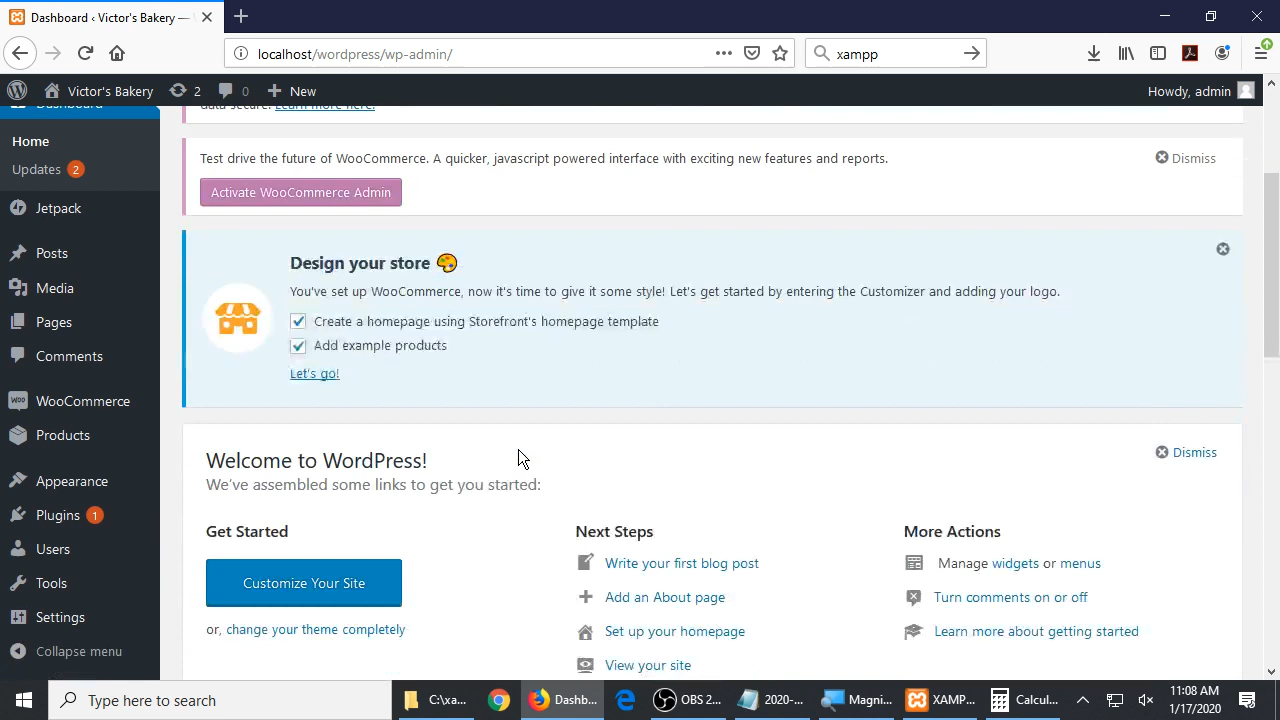 Dashboard ‹ Victor's Bakery —
localhost/wordpress/wp-admin/
xampp
Victor's Bakery
2
0
New
Howdy, admin
Dashboard
Home
Updates 2
Jetpack
Posts
Media
Pages
Comments
WooCommerce
Products
Appearance
Plugins 1
Users
Tools
Settings
Collapse menu
data secure. Learn more here.
Test drive the future of WooCommerce. A quicker, javascript powered interface with exciting new features and reports.
Dismiss
Activate WooCommerce Admin
Design your store
You've set up WooCommerce, now it's time to give it some style! Let's get started by entering the Customizer and adding your logo.
Create a homepage using Storefront's homepage template
Add example products
Let's go!
Welcome to WordPress!
Dismiss
We've assembled some links to get you started:
Get Started
Customize Your Site
or, change your theme completely
Next Steps
Write your first blog post
Add an About page
Set up your homepage
View your site
More Actions
Manage widgets or menus
Turn comments on or off
Learn more about getting started
Type here to search
C:\xa...
Dashb...
OBS 2...
2020-...
Magni...
XAMP...
Calcul...
11:08 AM
1/17/2020